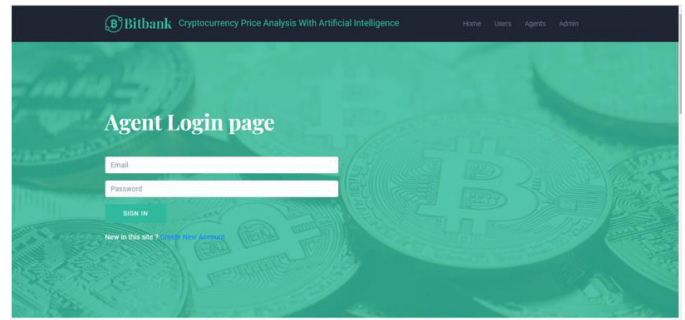 Bitbank Cryptocurrency Price Analysis With Artificial Intelligence Home Users Agents Admin
Agent Login page
Email
Password
SIGN IN
New in this site ? Create New Account